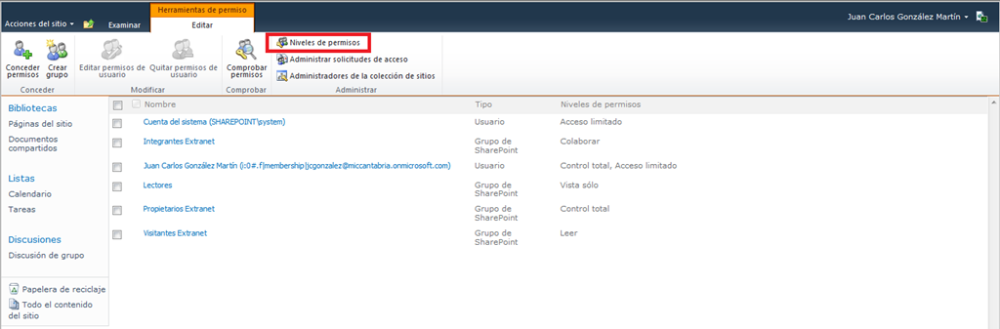 Herramientas de permiso
Acciones del sitio Examinar Editar Juan Carlos González Martín
Conceder permisos
Crear grupo
Conceder
Editar permisos de usuario
Quitar permisos de usuario
Modificar
Comprobar permisos
Comprobar
Niveles de permisos
Administrar solicitudes de acceso
Administradores de la colección de sitios
Administrar
Bibliotecas
Páginas del sitio
Documentos
compartidos
Listas
Calendario
Tareas
Discusiones
Discusión de grupo
Papelera de reciclaje
Todo el contenido
del sitio
Nombre Tipo Niveles de permisos
Cuenta del sistema (SHAREPOINT\system) Usuario Acceso limitado
Integrantes Extranet Grupo de SharePoint Colaborar
Juan Carlos González Martín (i:0#.f|membership|jcgonzalez@miccantabria.onmicrosoft.com) Usuario Control total, Acceso limitado
Lectores Grupo de SharePoint Vista sólo
Propietarios Extranet Grupo de SharePoint Control total
Visitantes Extranet Grupo de SharePoint Leer